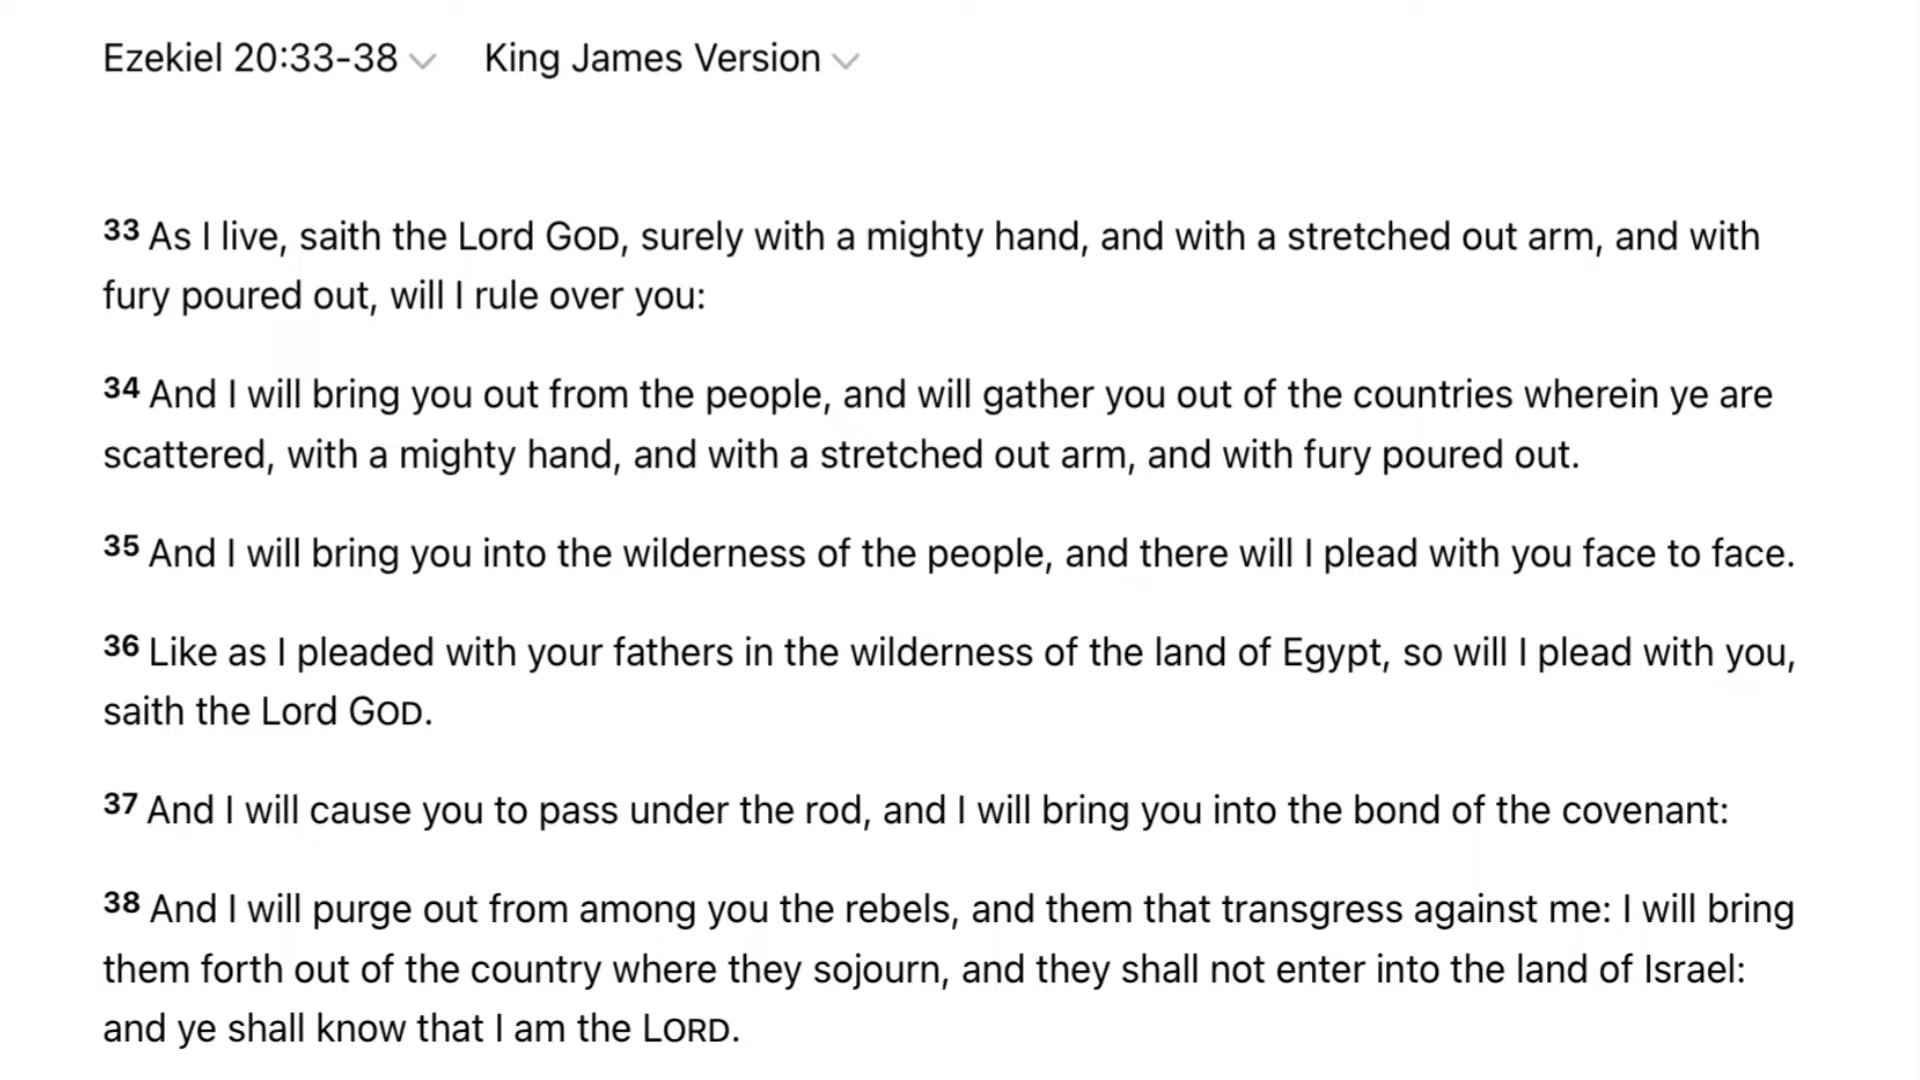 Ezekiel 20:33-38 King James Version
33 As I live, saith the Lord GOD, surely with a mighty hand, and with a stretched out arm, and with
fury poured out, will I rule over you:
34 And I will bring you out from the people, and will gather you out of the countries wherein ye are
scattered, with a mighty hand, and with a stretched out arm, and with fury poured out.
35 And I will bring you into the wilderness of the people, and there will I plead with you face to face.
36 Like as I pleaded with your fathers in the wilderness of the land of Egypt, so will I plead with you,
saith the Lord GOD.
37 And I will cause you to pass under the rod, and I will bring you into the bond of the covenant:
38 And I will purge out from among you the rebels, and them that transgress against me: I will bring
them forth out of the country where they sojourn, and they shall not enter into the land of Israel:
and ye shall know that I am the LORD.